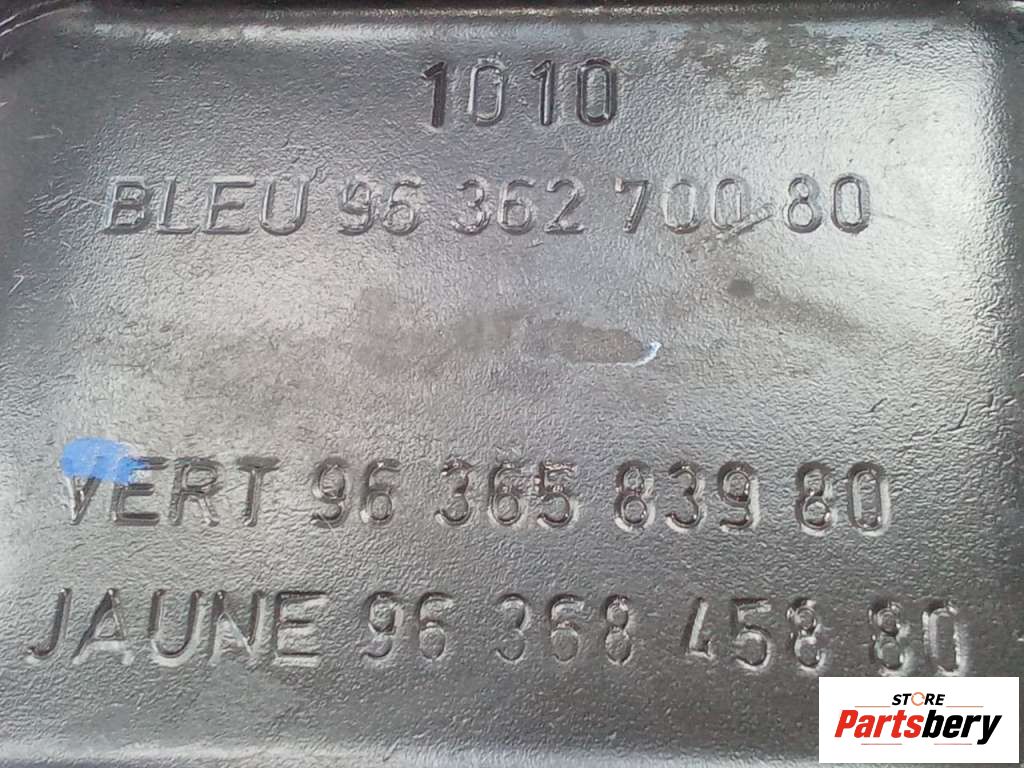 1010
BLEU 96 362 700 80
VERT 96 365 839 80
JAUNE 96 368 458 80
STORE
Partsbery